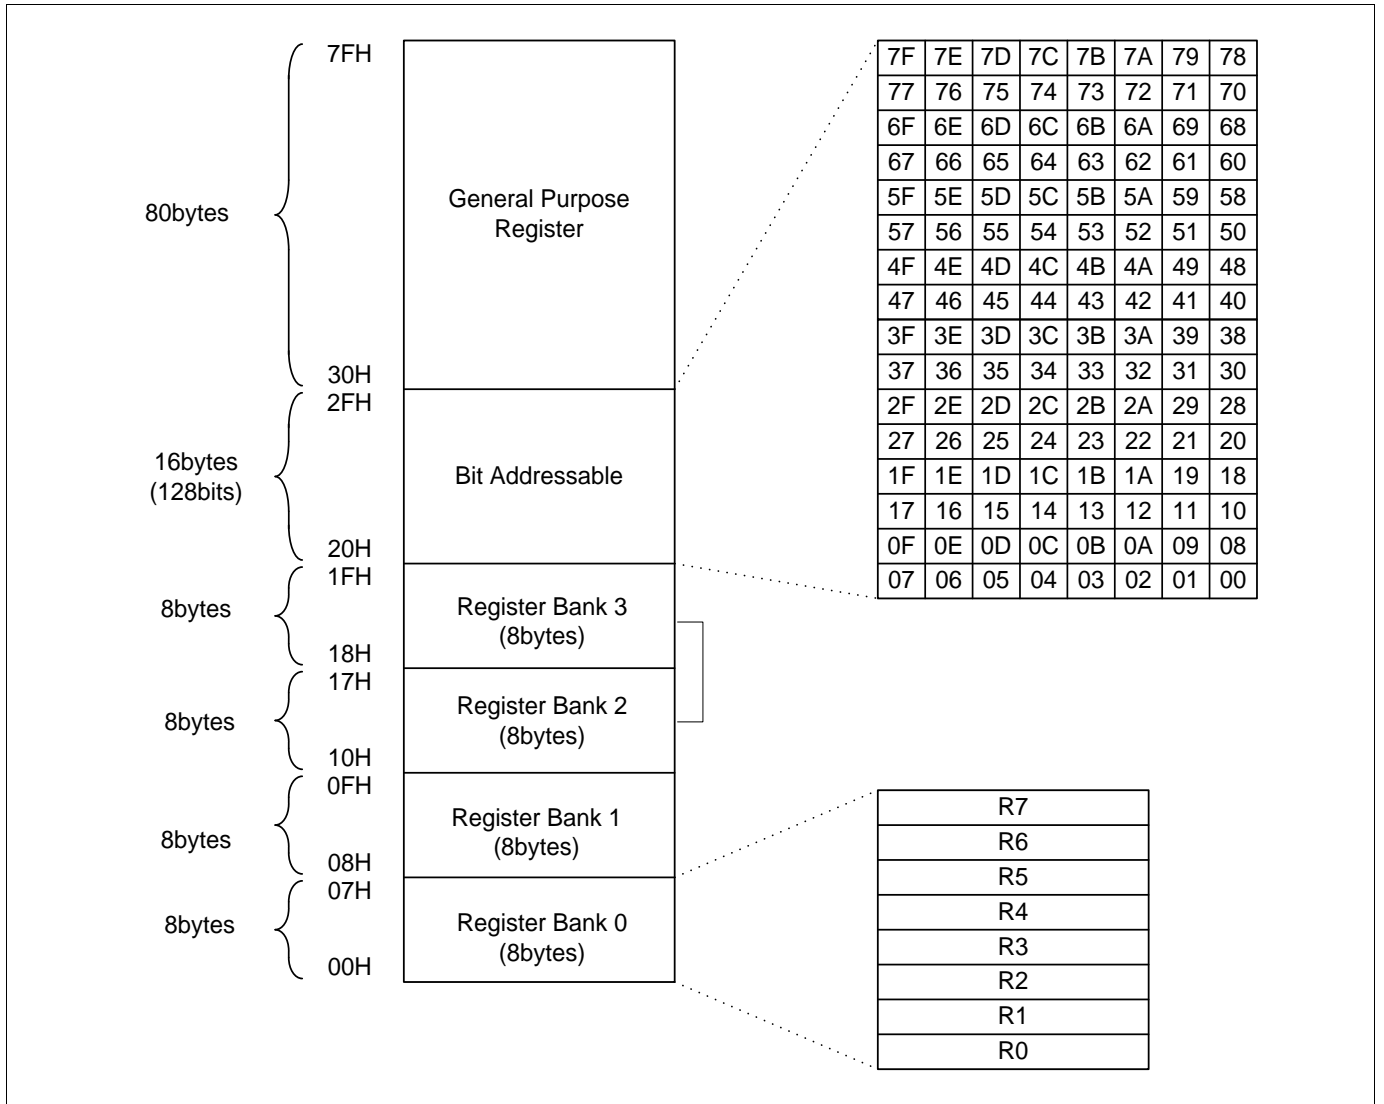 7FH
80bytes
30H
2FH
16bytes
(128bits)
20H
1FH
8bytes
18H
17H
8bytes
10H
0FH
8bytes
08H
07H
8bytes
00H
General Purpose
Register
Bit Addressable
Register Bank 3
(8bytes)
Register Bank 2
(8bytes)
Register Bank 1
(8bytes)
Register Bank 0
(8bytes)
7F 7E 7D 7C 7B 7A 79 78
77 76 75 74 73 72 71 70
6F 6E 6D 6C 6B 6A 69 68
67 66 65 64 63 62 61 60
5F 5E 5D 5C 5B 5A 59 58
57 56 55 54 53 52 51 50
4F 4E 4D 4C 4B 4A 49 48
47 46 45 44 43 42 41 40
3F 3E 3D 3C 3B 3A 39 38
37 36 35 34 33 32 31 30
2F 2E 2D 2C 2B 2A 29 28
27 26 25 24 23 22 21 20
1F 1E 1D 1C 1B 1A 19 18
17 16 15 14 13 12 11 10
0F 0E 0D 0C 0B 0A 09 08
07 06 05 04 03 02 01 00
R7
R6
R5
R4
R3
R2
R1
R0